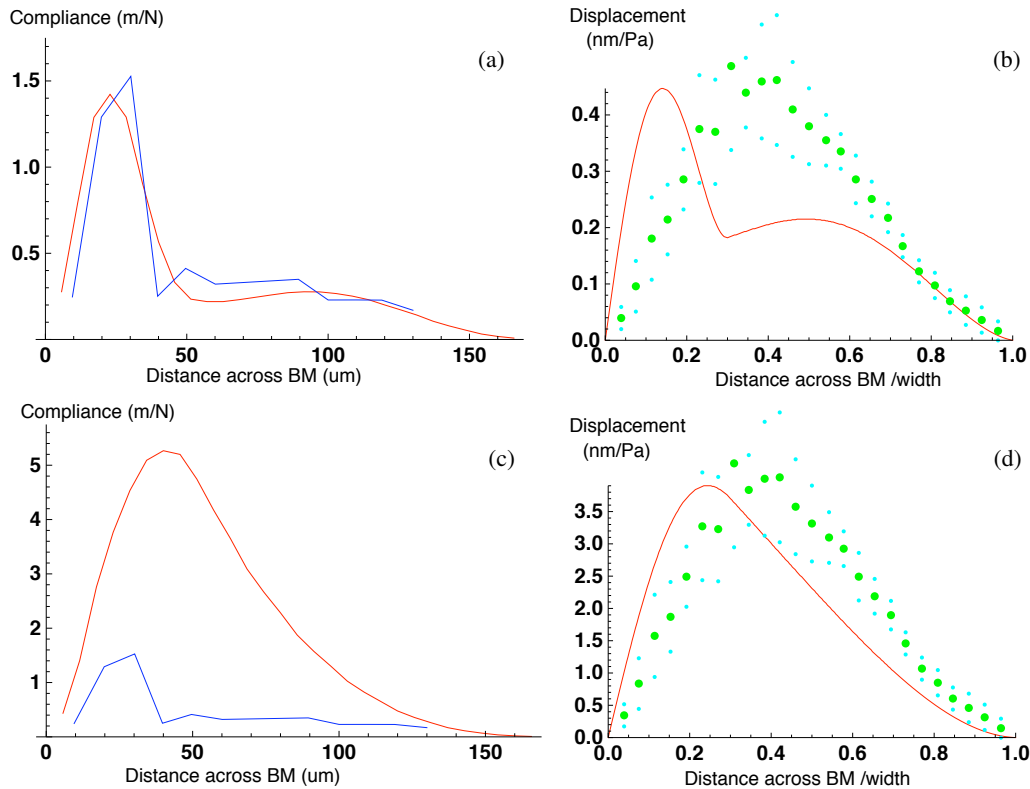 Compliance (m/N)
(a)
1.5
1.0
0.5
0
50
100
150
Distance across BM (um)
Displacement
(nm/Pa)
(b)
0.4
0.3
0.2
0.1
0.0
0.0
0.2
0.4
0.6
0.8
1.0
Distance across BM /width
Compliance (m/N)
(c)
5
4
3
2
1
0
50
100
150
Distance across BM (um)
Displacement
(nm/Pa)
(d)
3.5
3.0
2.5
2.0
1.5
1.0
0.5
0.0
0.0
0.2
0.4
0.6
0.8
1.0
Distance across BM /width